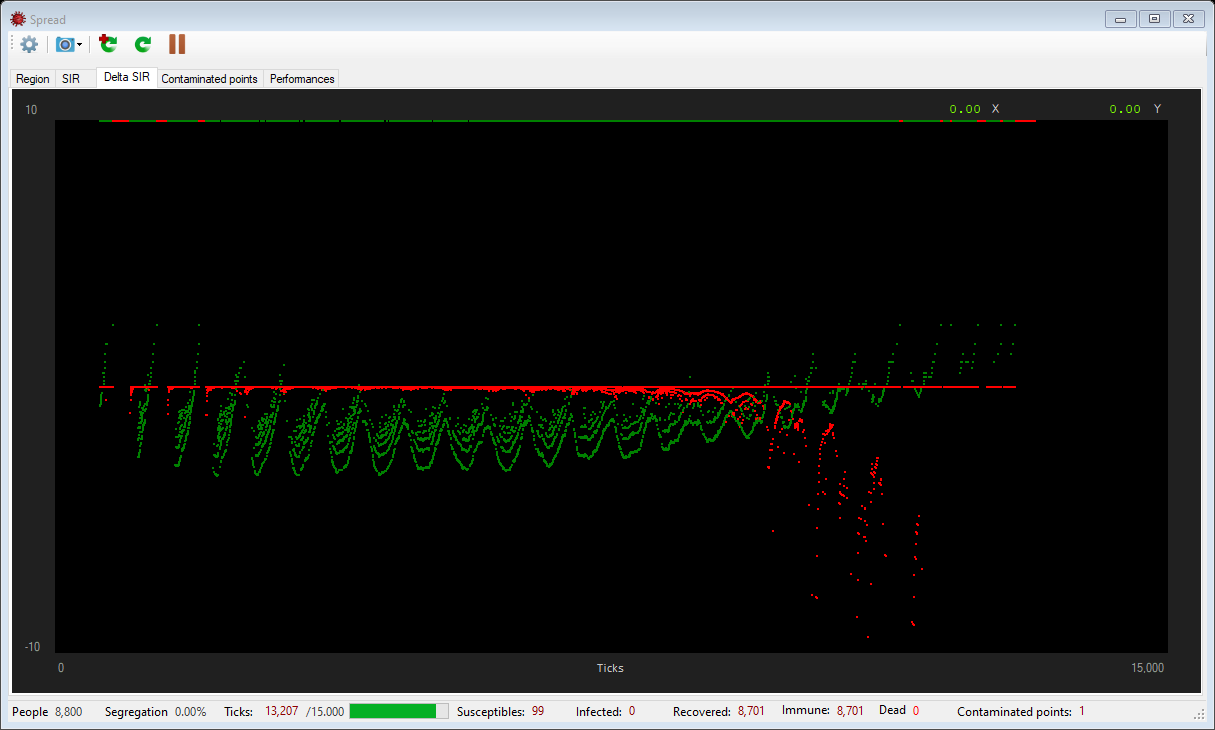 Spread
Region SIR Delta SIR Contaminated points Performances
10 0.00 X 0.00 Y
-10
0 Ticks 15,000
People 8,800 Segregation 0.00% Ticks: 13,207 /15.000 Susceptibles: 99 Infected: 0 Recovered: 8,701 Immune: 8,701 Dead 0 Contaminated points: 1